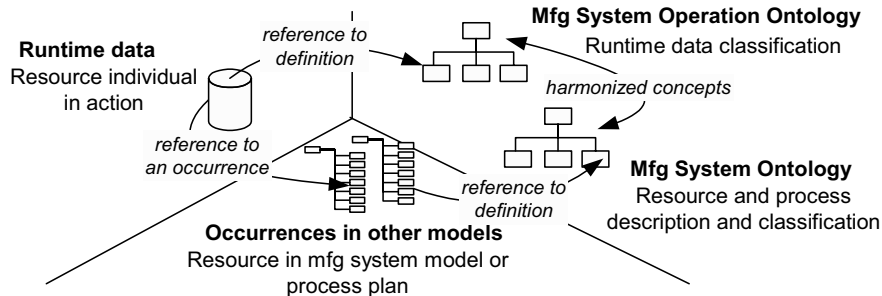 Mfg System Operation Ontology
Runtime data classification
Runtime data
Resource individual
in action
reference to
definition
harmonized concepts
reference to
an occurrence
reference to
definition
Mfg System Ontology
Resource and process
description and classification
Occurrences in other models
Resource in mfg system model or
process plan